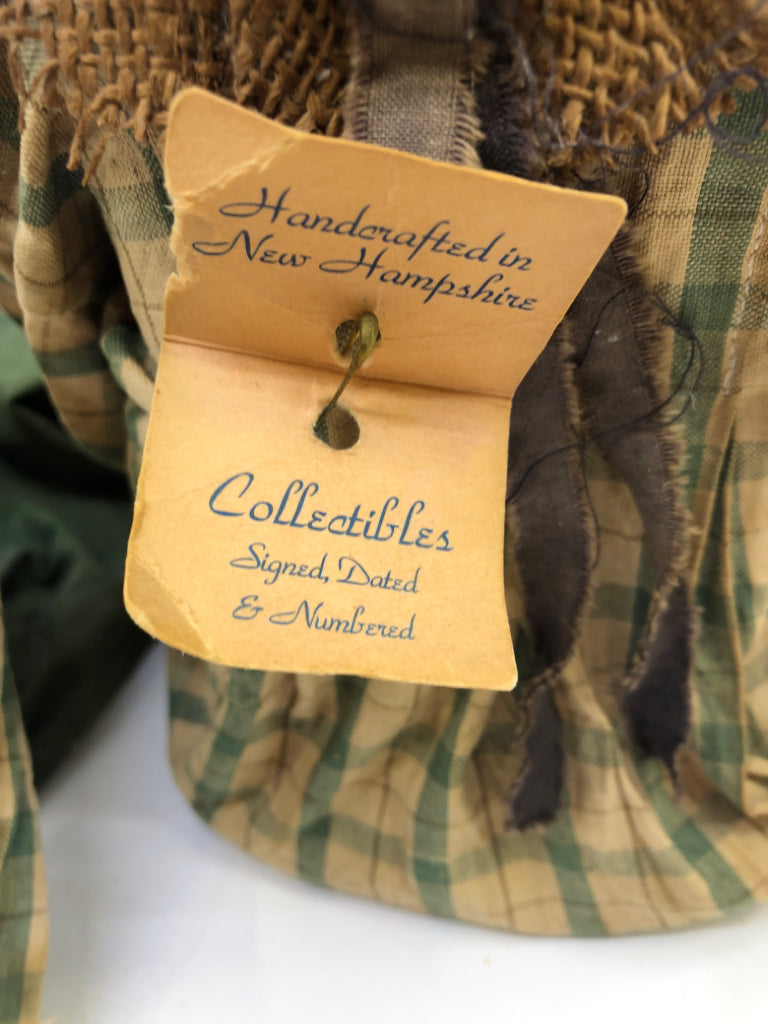 Handcrafted in
New Hampshire
Collectibles
Signed, Dated
& Numbered